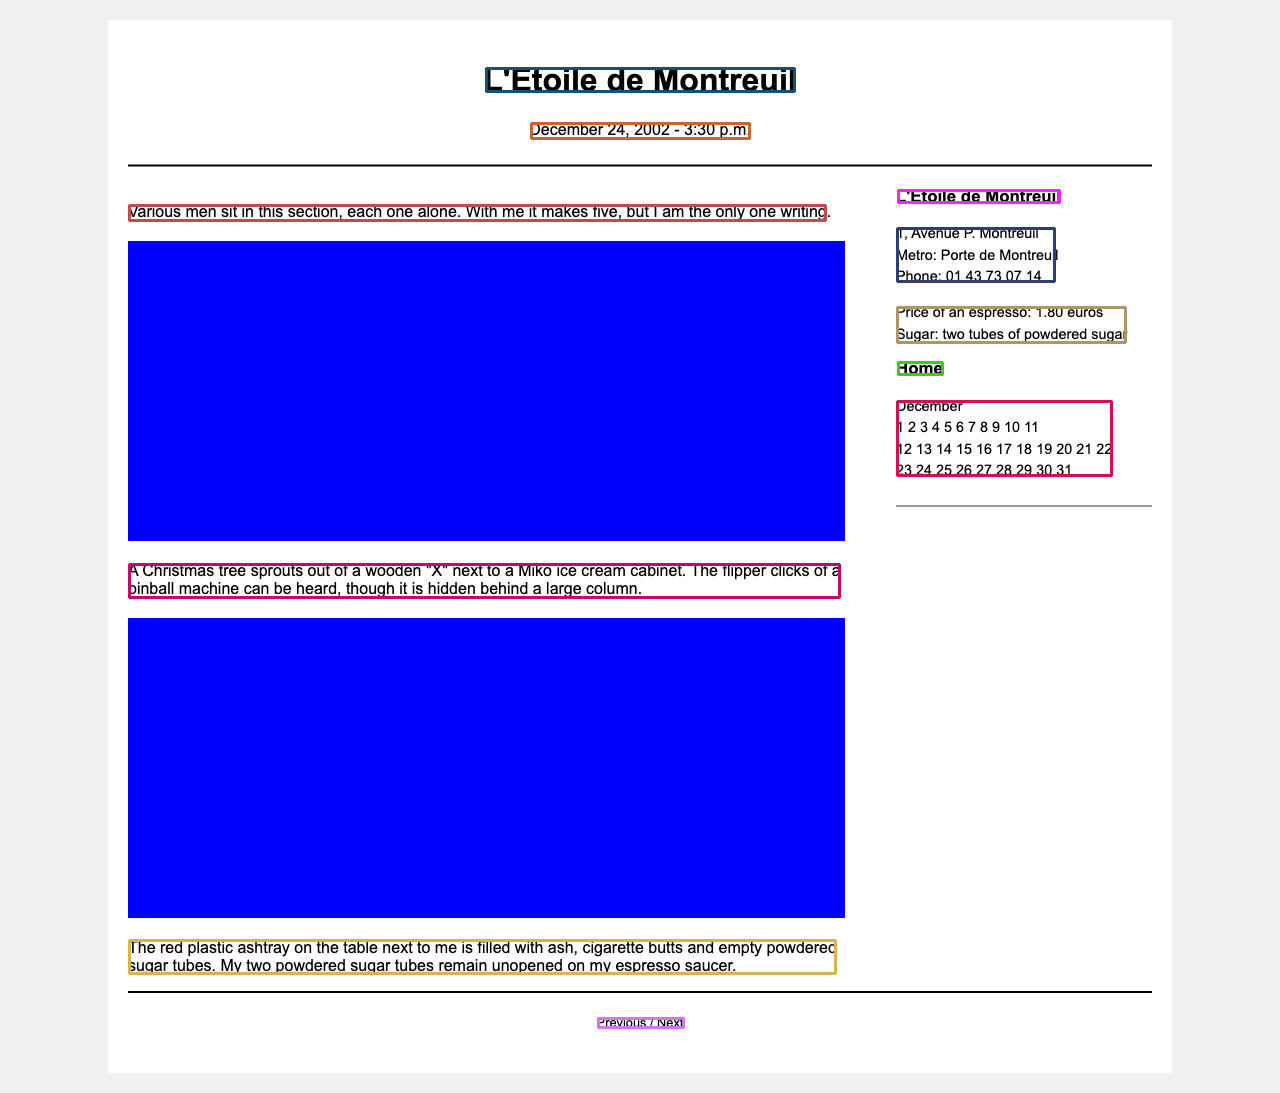 L'Etoile de Montreuil
December 24, 2002 - 3:30 p.m.
Various men sit in this section, each one alone. With me it makes five, but I am the only one writing.
A Christmas tree sprouts out of a wooden "X" next to a Miko ice cream cabinet. The flipper clicks of a
pinball machine can be heard, though it is hidden behind a large column.
The red plastic ashtray on the table next to me is filled with ash, cigarette butts and empty powdered
sugar tubes. My two powdered sugar tubes remain unopened on my espresso saucer.
L'Etoile de Montreuil
1, Avenue P. Montreuil
Metro: Porte de Montreuil
Phone: 01 43 73 07 14
Price of an espresso: 1.80 euros
Sugar: two tubes of powdered sugar
Home
December
1 2 3 4 5 6 7 8 9 10 11
12 13 14 15 16 17 18 19 20 21 22
23 24 25 26 27 28 29 30 31
Previous / Next